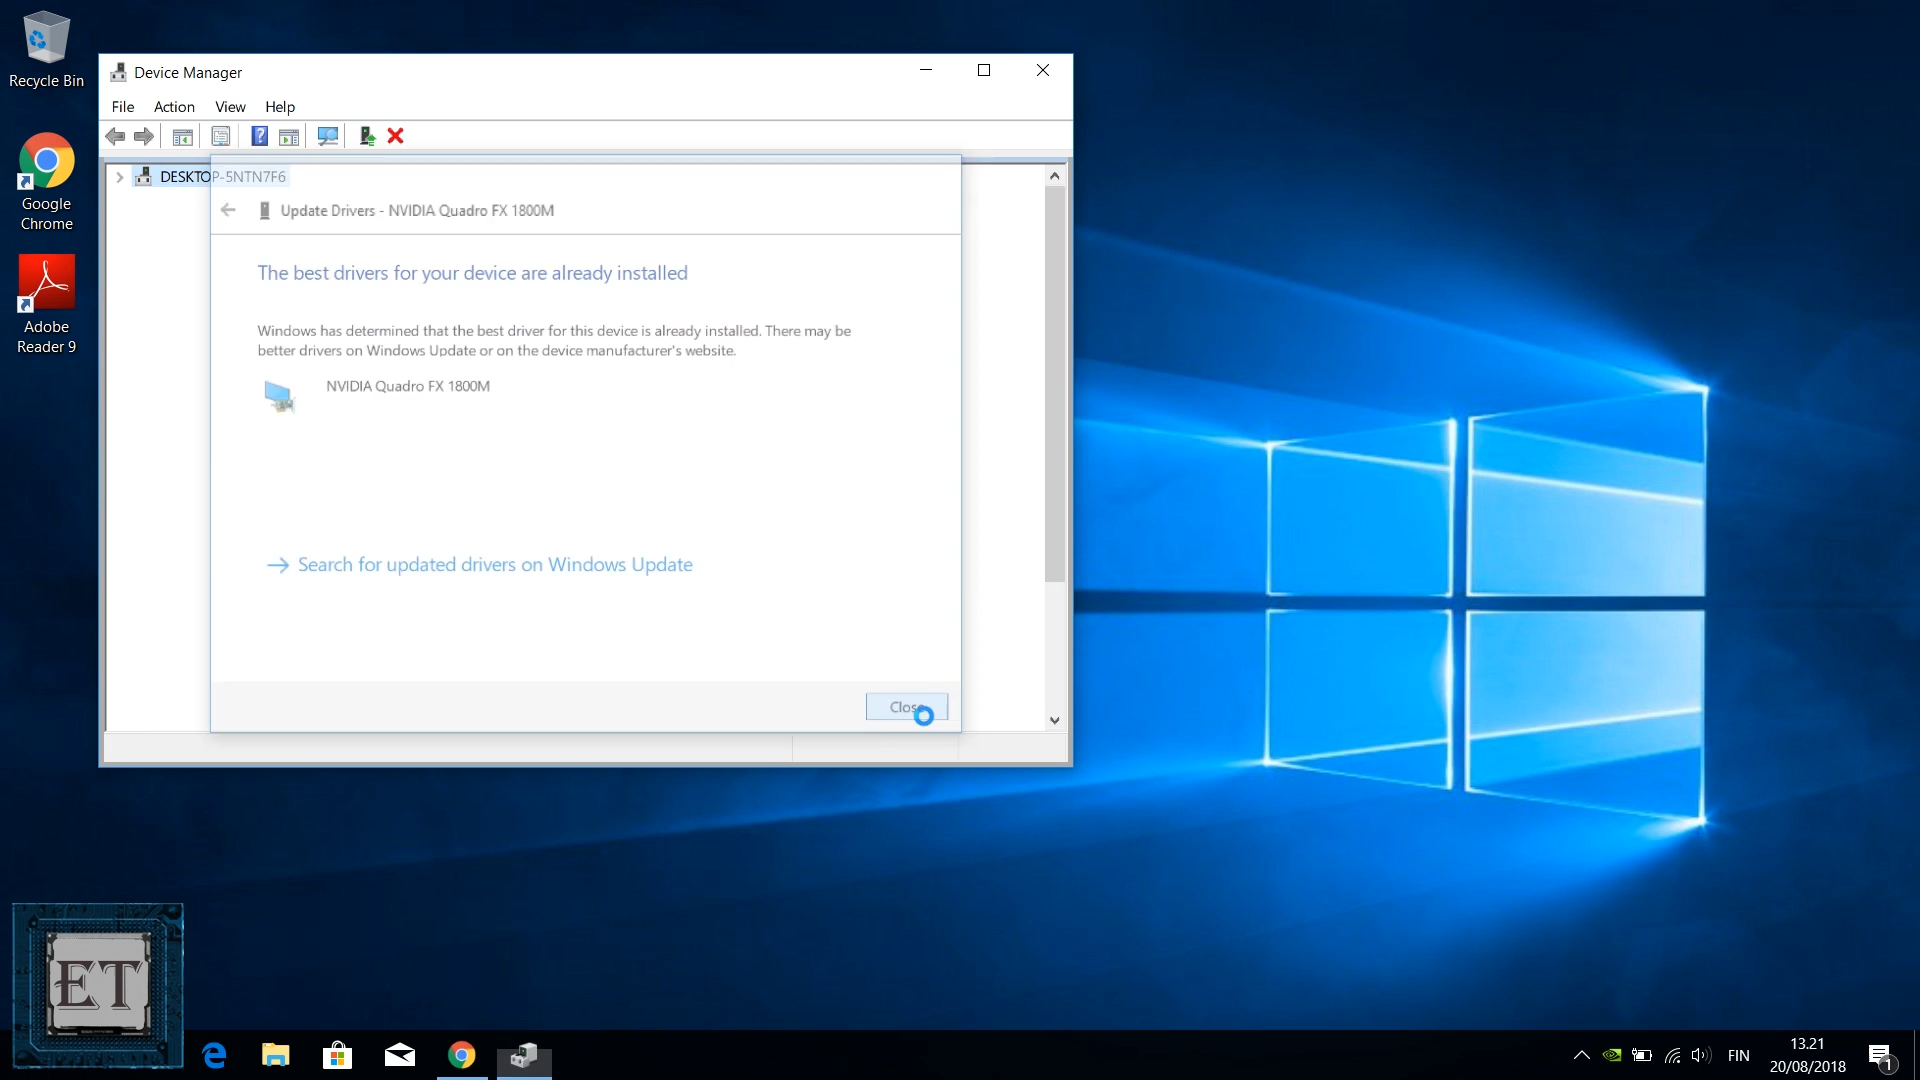 Recycle Bin
Google
Chrome
Adobe
Reader 9
Device Manager
File Action View Help
DESKTOP-5NTN7F6
Update Drivers - NVIDIA Quadro FX 1800M
The best drivers for your device are already installed
Windows has determined that the best driver for this device is already installed. There may be
better drivers on Windows Update or on the device manufacturer's website.
NVIDIA Quadro FX 1800M
Search for updated drivers on Windows Update
Close
ET
FIN
13.21
20/08/2018
1